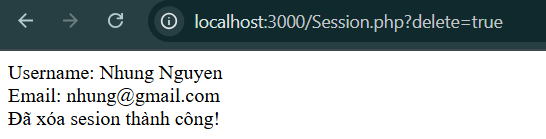 localhost:3000/Session.php?delete=true
Username: Nhung Nguyen
Email: nhung@gmail.com
Đã xóa sesion thành công!